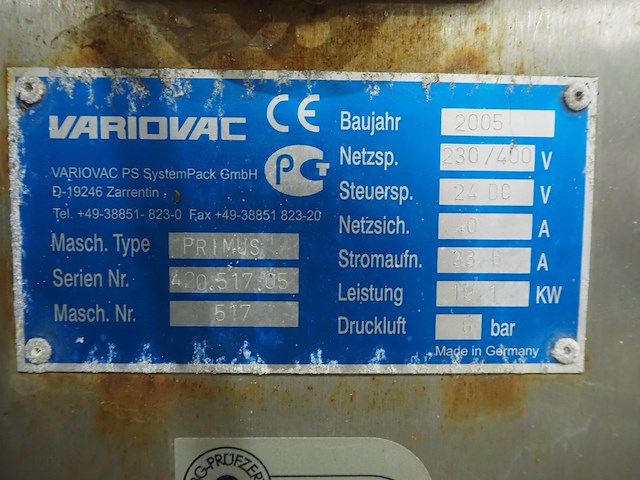 VARIOVAC CE
VARIOVAC PS SystemPack GmbH
D-19246 Zarrentin
Tel. +49-38851- 823-0 Fax +49-38851 823-20
Masch. Type PRIMUS
Serien Nr. 420.517.05
Masch. Nr. 517
Baujahr 2005
Netzsp. 230/400 V
Steuersp. 24 DC V
Netzsich. 40 A
Stromaufn. A
Leistung KW
Druckluft 6 bar
Made in Germany